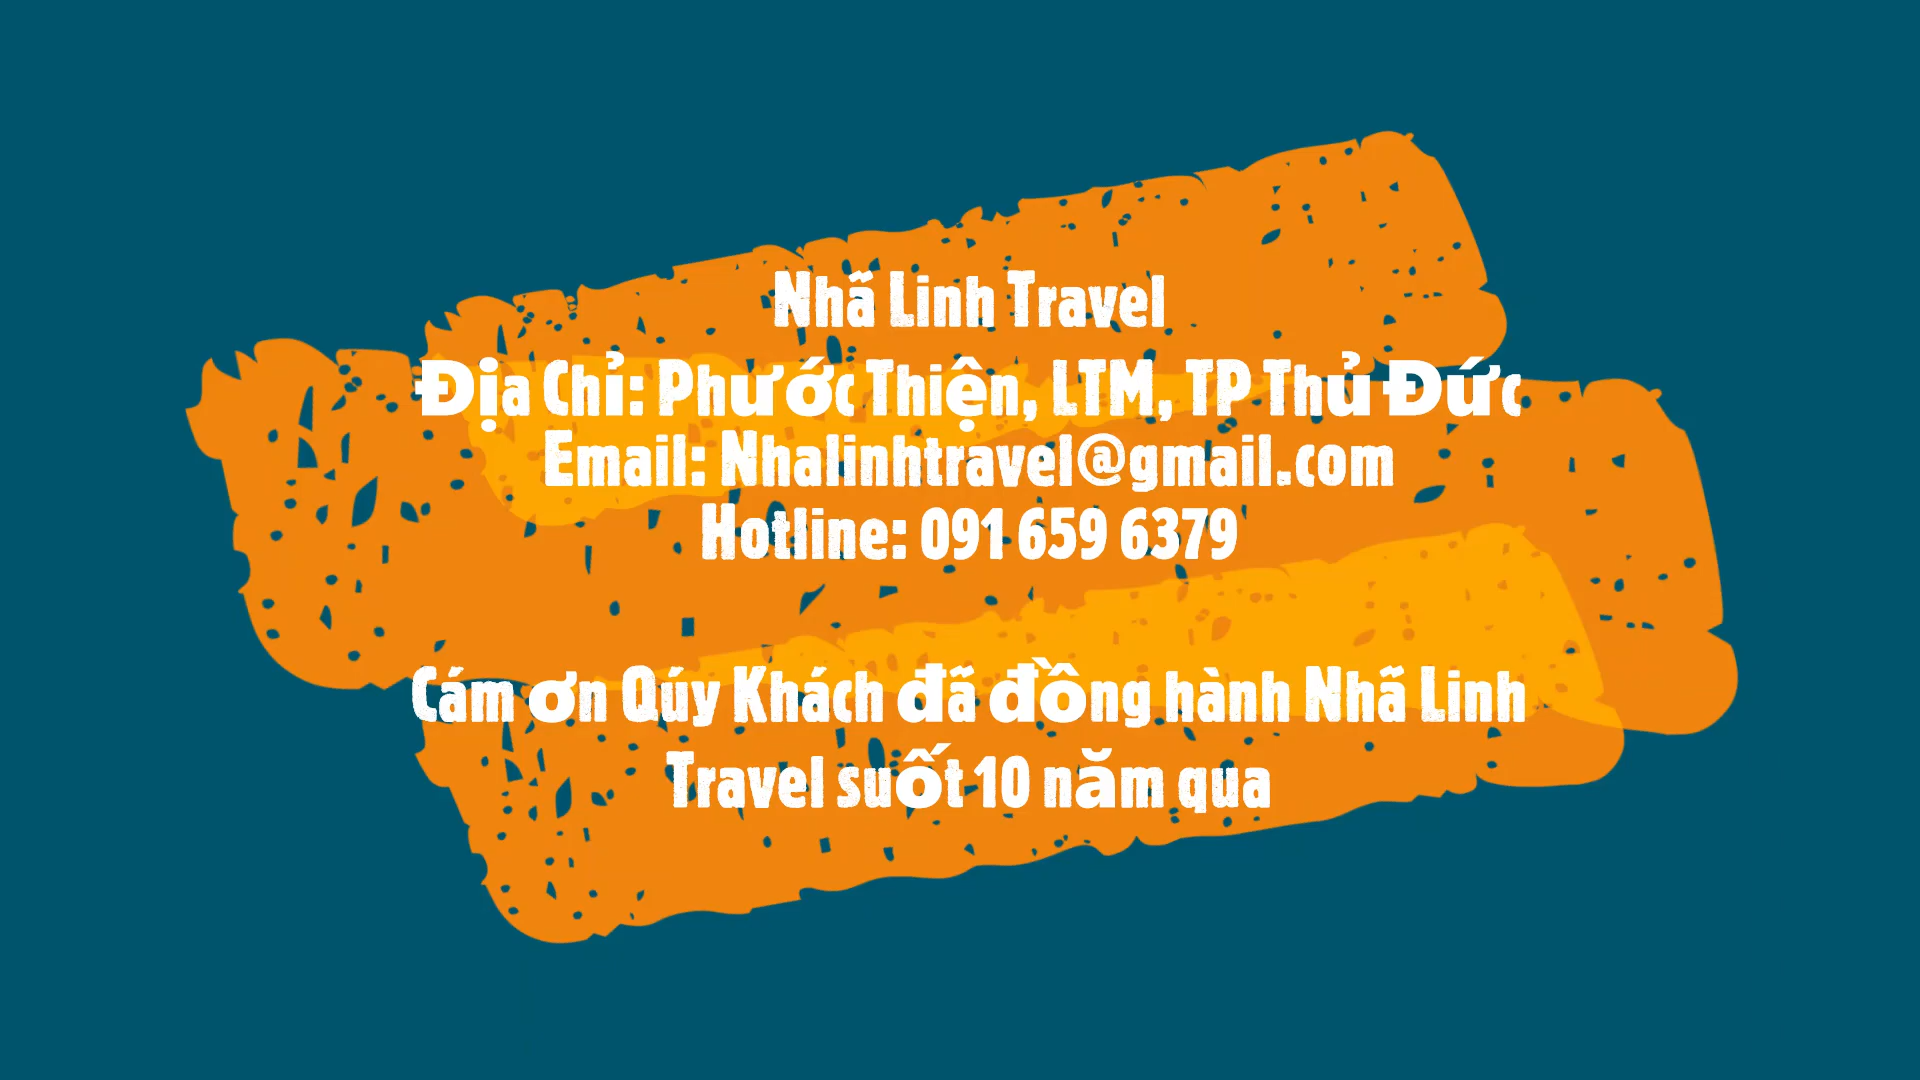 Nhã Linh Travel
Địa Chỉ: Phước Thiện, LTM, TP Thủ Đức
Email: Nhalinhtravel@gmail.com
Hotline: 091 659 6379
Cám ơn Qúy Khách đã đồng hành Nhã Linh
Travel suốt 10 năm qua